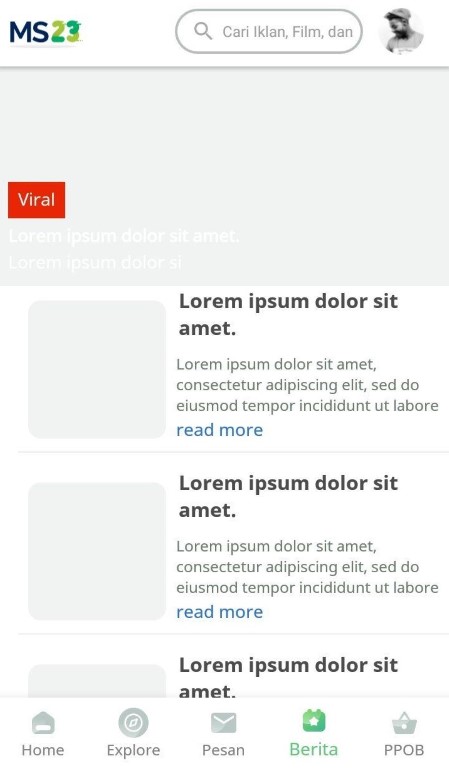 MS23
Cari Iklan, Film, dan
Viral
Lorem ipsum dolor sit amet.
Lorem ipsum dolor si
Lorem ipsum dolor sit
amet.
Lorem ipsum dolor sit amet,
consectetur adipiscing elit, sed do
eiusmod tempor incididunt ut labore
read more
Lorem ipsum dolor sit
amet.
Lorem ipsum dolor sit amet,
consectetur adipiscing elit, sed do
eiusmod tempor incididunt ut labore
read more
Lorem ipsum dolor sit
amet.
Home Explore Pesan Berita PPOB